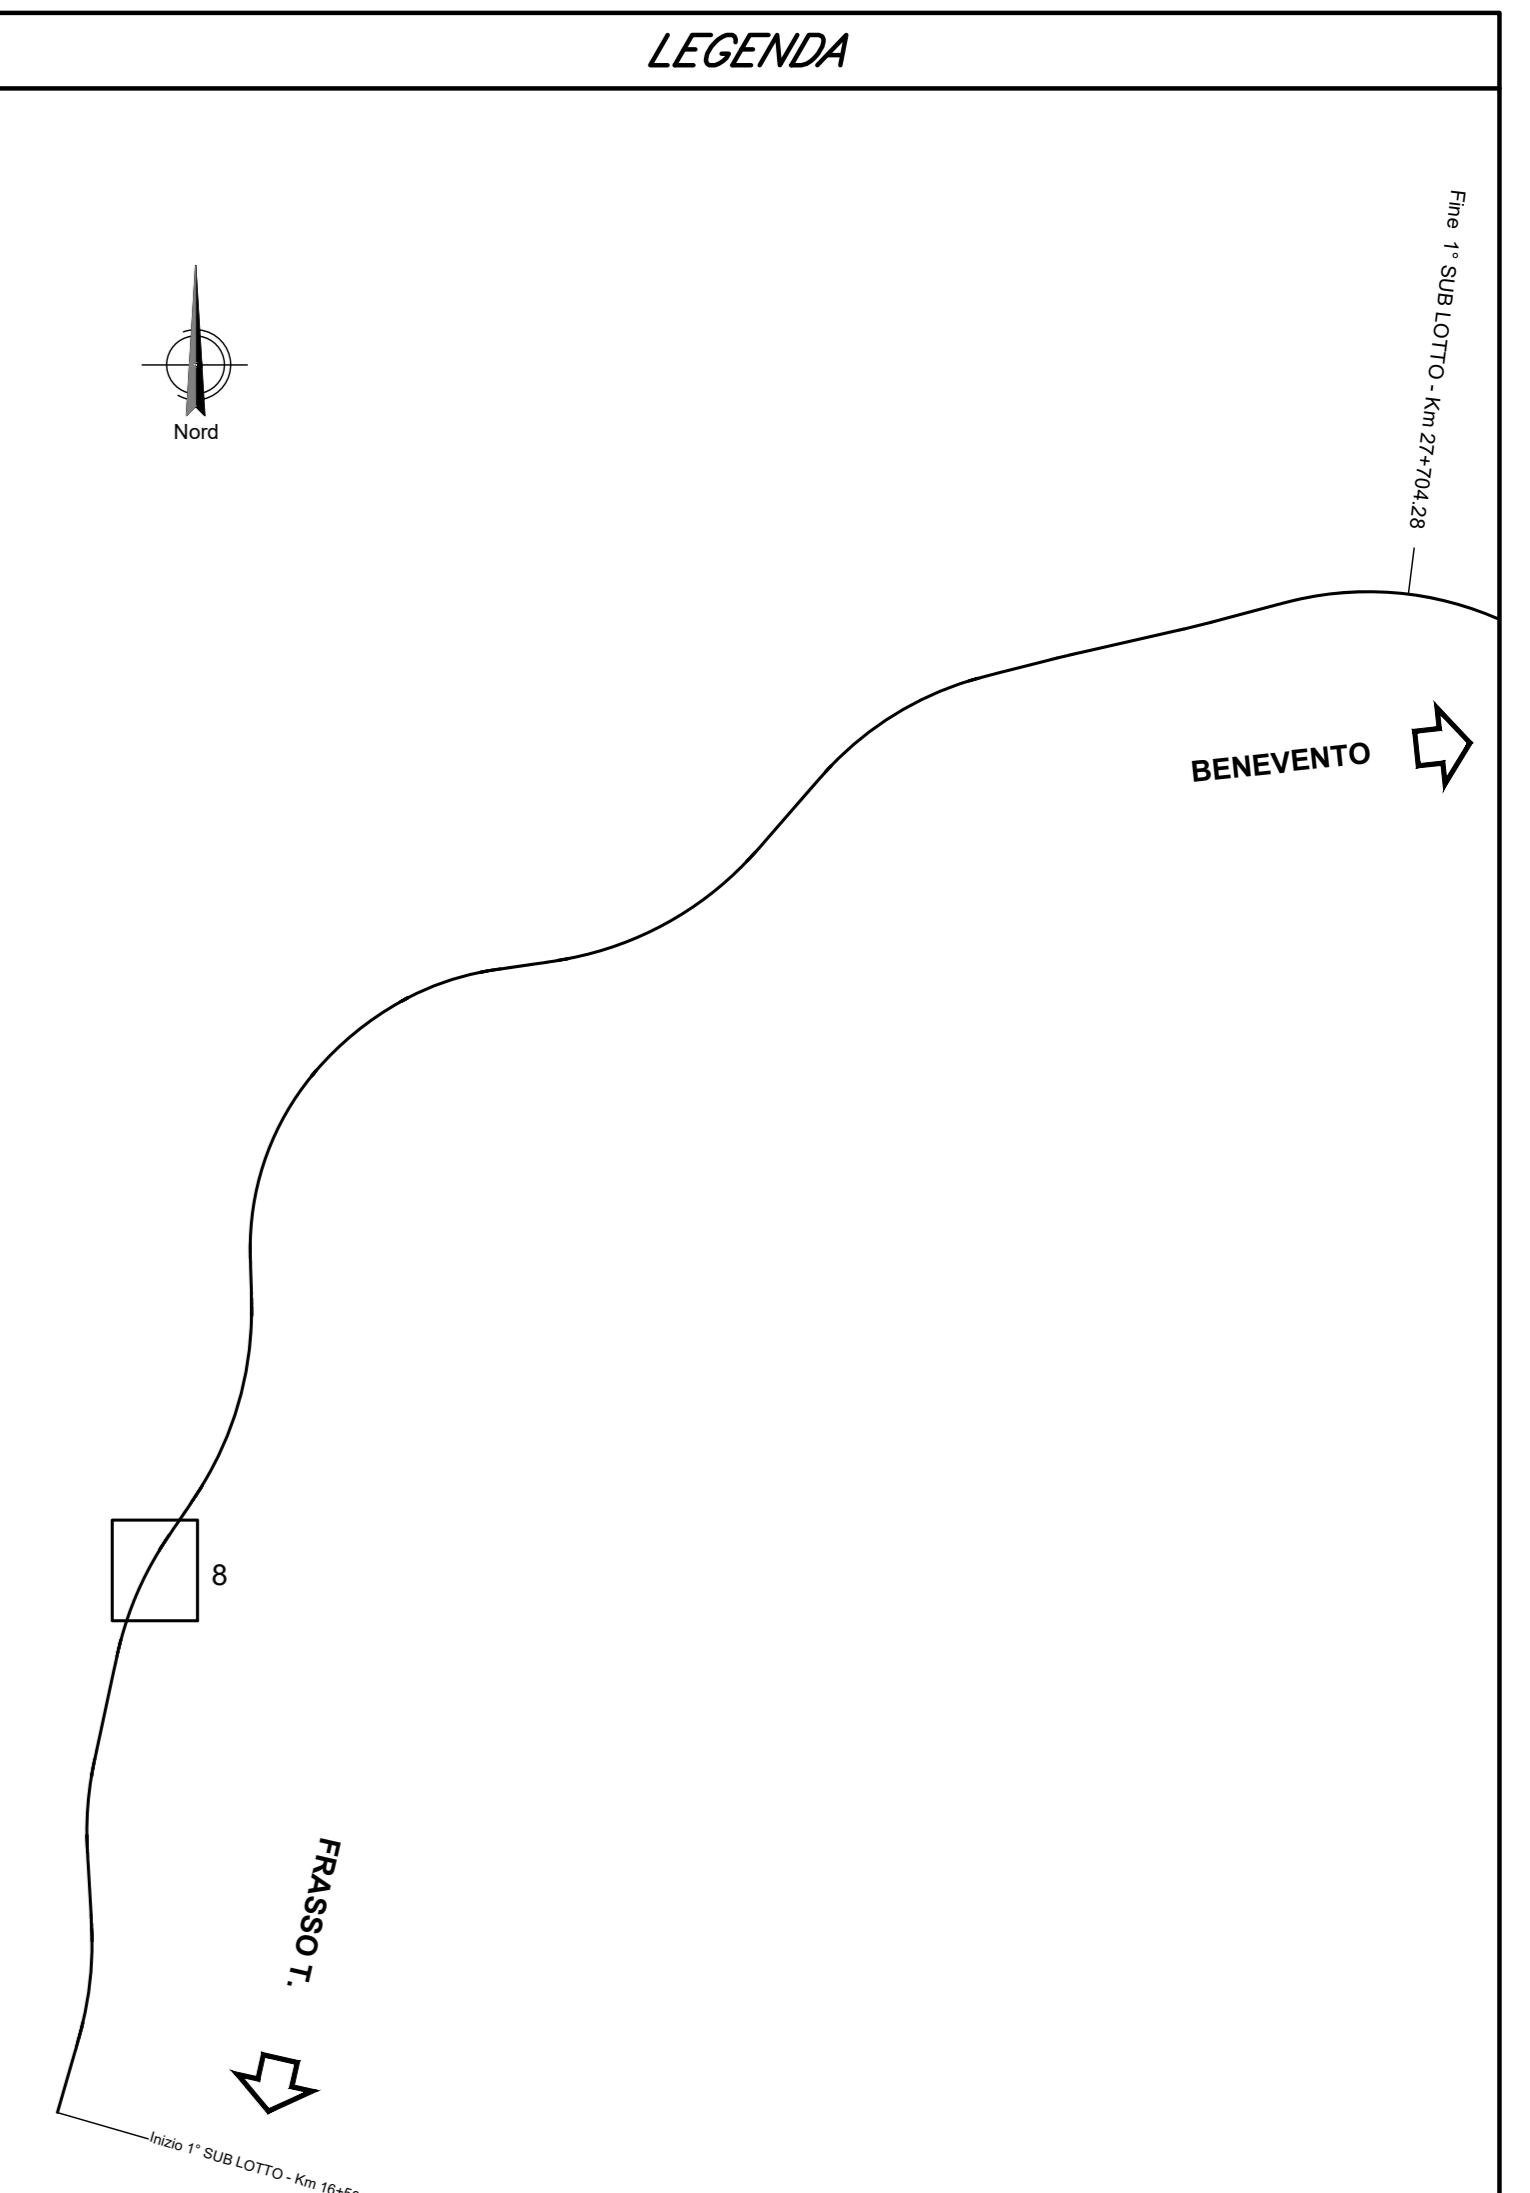 LEGENDA
Fine 1° SUB LOTTO - Km 27+704.28
Nord
BENEVENTO
8
FRASSO T.
Inizio 1° SUB LOTTO - Km